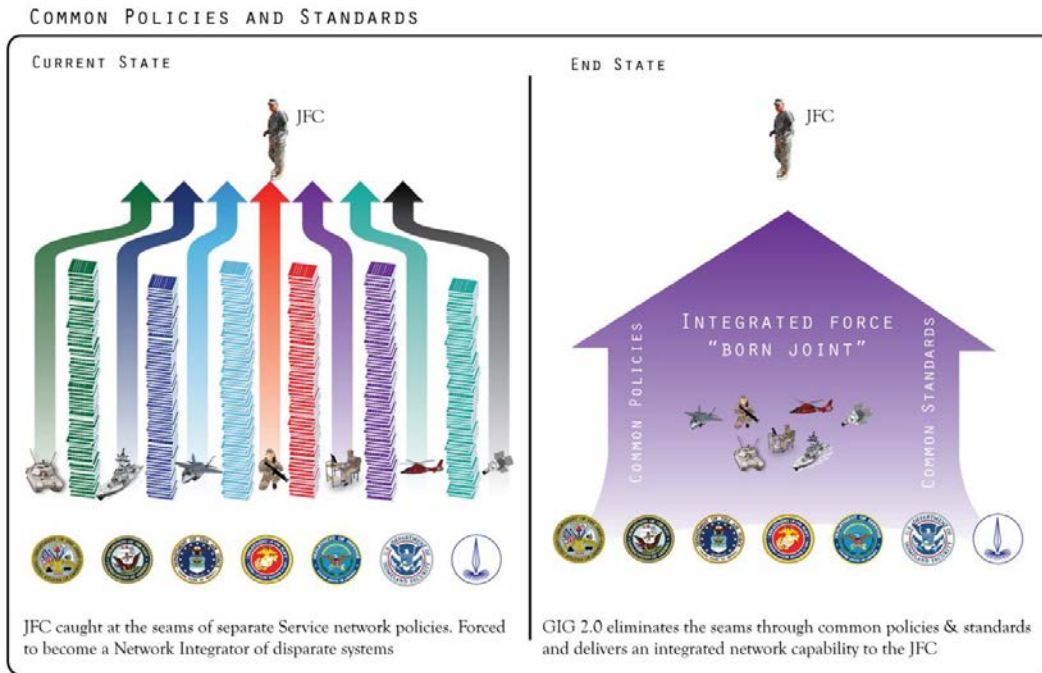 COMMON POLICIES AND STANDARDS
CURRENT STATE
JFC
JFC caught at the seams of separate Service network policies. Forced
to become a Network Integrator of disparate systems
END STATE
JFC
INTEGRATED FORCE
"BORN JOINT"
COMMON POLICIES
COMMON STANDARDS
GIG 2.0 eliminates the seams through common policies & standards
and delivers an integrated network capability to the JFC